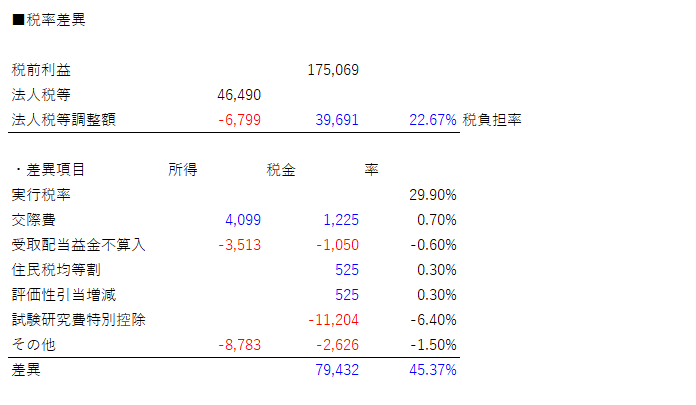 ■税率差異
税前利益 175,069
法人税等 46,490
法人税等調整額 -6,799 39,691 22.67% 税負担率
・差異項目 所得 税金 率
実行税率 29.90%
交際費 4,099 1,225 0.70%
受取配当益金不算入 -3,513 -1,050 -0.60%
住民税均等割 525 0.30%
評価性引当増減 525 0.30%
試験研究費特別控除 -11,204 -6.40%
その他 -8,783 -2,626 -1.50%
差異 79,432 45.37%